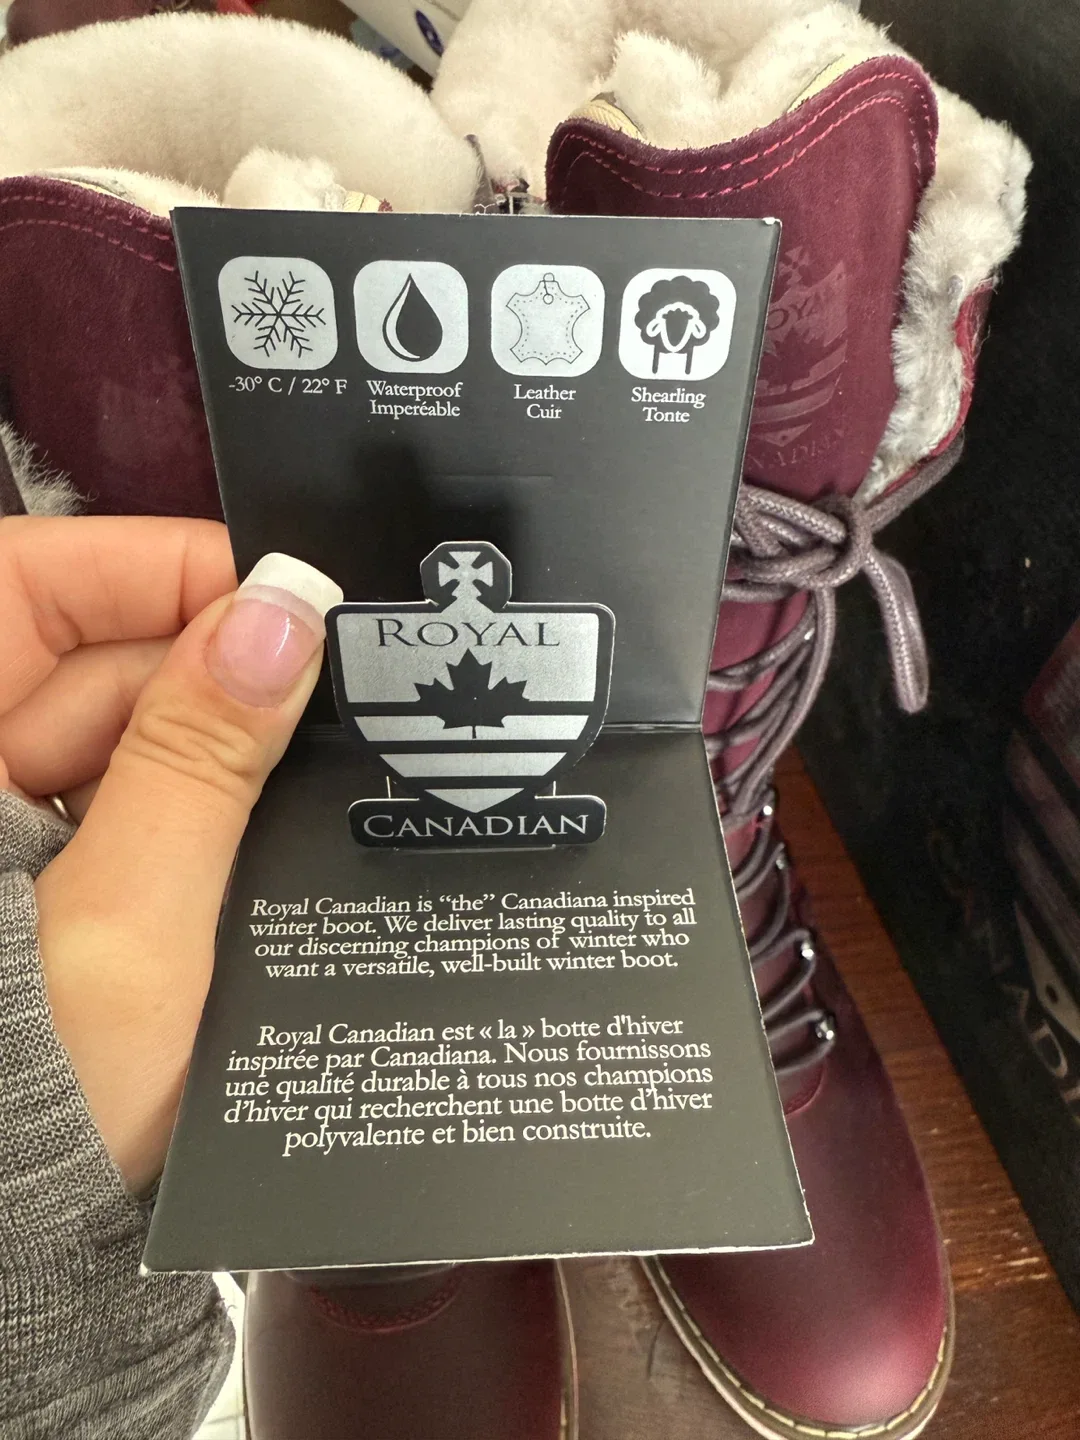 -30° C / 22° F
Waterproof
Imperéable
Leather
Cuir
Shearling
Tonte
ROYAL
CANADIAN
Royal Canadian is “the” Canadiana inspired
winter boot. We deliver lasting quality to all
our discerning champions of winter who
want a versatile, well-built winter boot.
Royal Canadian est « la » botte d'hiver
inspirée par Canadiana. Nous fournissons
une qualité durable à tous nos champions
d’hiver qui recherchent une botte d’hiver
polyvalente et bien construite.